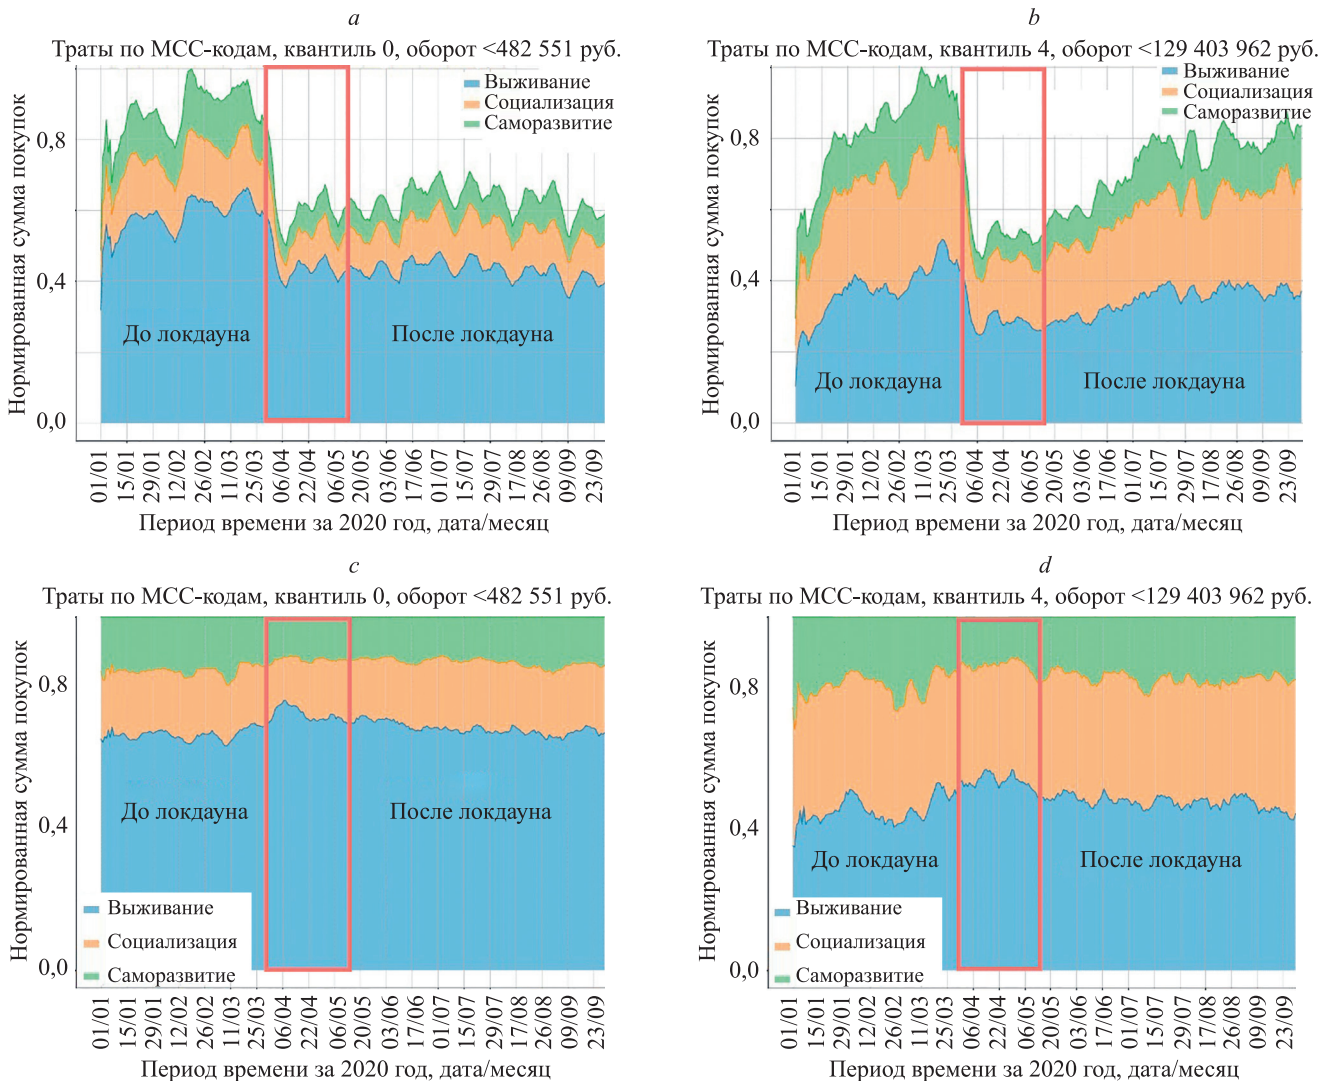 a
Траты по МСС-кодам, квантиль 0, оборот <482 551 руб.
Нормированная сумма покупок
0,8
0,4
0,0
Выживание
Социализация
Саморазвитие
До локдауна
После локдауна
01/01
15/01
29/01
12/02
26/02
11/03
25/03
06/04
22/04
06/05
20/05
03/06
17/06
01/07
15/07
29/07
17/08
26/08
09/09
23/09
Период времени за 2020 год, дата/месяц
b
Траты по МСС-кодам, квантиль 4, оборот <129 403 962 руб.
Нормированная сумма покупок
0,8
0,4
0,0
Выживание
Социализация
Саморазвитие
До локдауна
После локдауна
01/01
15/01
29/01
12/02
26/02
11/03
25/03
06/04
22/04
06/05
20/05
03/06
17/06
01/07
15/07
29/07
17/08
26/08
09/09
23/09
Период времени за 2020 год, дата/месяц
c
Траты по МСС-кодам, квантиль 0, оборот <482 551 руб.
Нормированная сумма покупок
0,8
0,4
0,0
До локдауна
После локдауна
Выживание
Социализация
Саморазвитие
01/01
15/01
29/01
12/02
26/02
11/03
25/03
06/04
22/04
06/05
20/05
03/06
17/06
01/07
15/07
29/07
17/08
26/08
09/09
23/09
Период времени за 2020 год, дата/месяц
d
Траты по МСС-кодам, квантиль 4, оборот <129 403 962 руб.
Нормированная сумма покупок
0,8
0,4
0,0
До локдауна
После локдауна
Выживание
Социализация
Саморазвитие
01/01
15/01
29/01
12/02
26/02
11/03
25/03
06/04
22/04
06/05
20/05
03/06
17/06
01/07
15/07
29/07
17/08
26/08
09/09
23/09
Период времени за 2020 год, дата/месяц